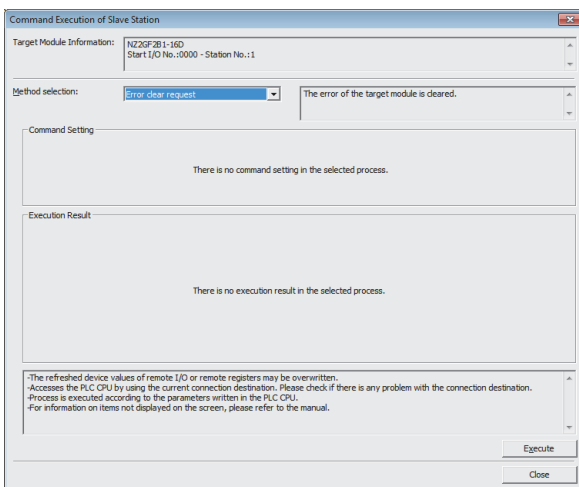 Command Execution of Slave Station
Target Module Information:
NZ2GF2B1-16D
Start I/O No.:0000 - Station No.:1
Method selection:
Error clear request
The error of the target module is cleared.
Command Setting
There is no command setting in the selected process.
Execution Result
There is no execution result in the selected process.
-The refreshed device values of remote I/O or remote registers may be overwritten.
-Accesses the PLC CPU by using the current connection destination. Please check if there is any problem with the connection destination.
-Process is executed according to the parameters written in the PLC CPU.
-For information on items not displayed on the screen, please refer to the manual.
Execute
Close